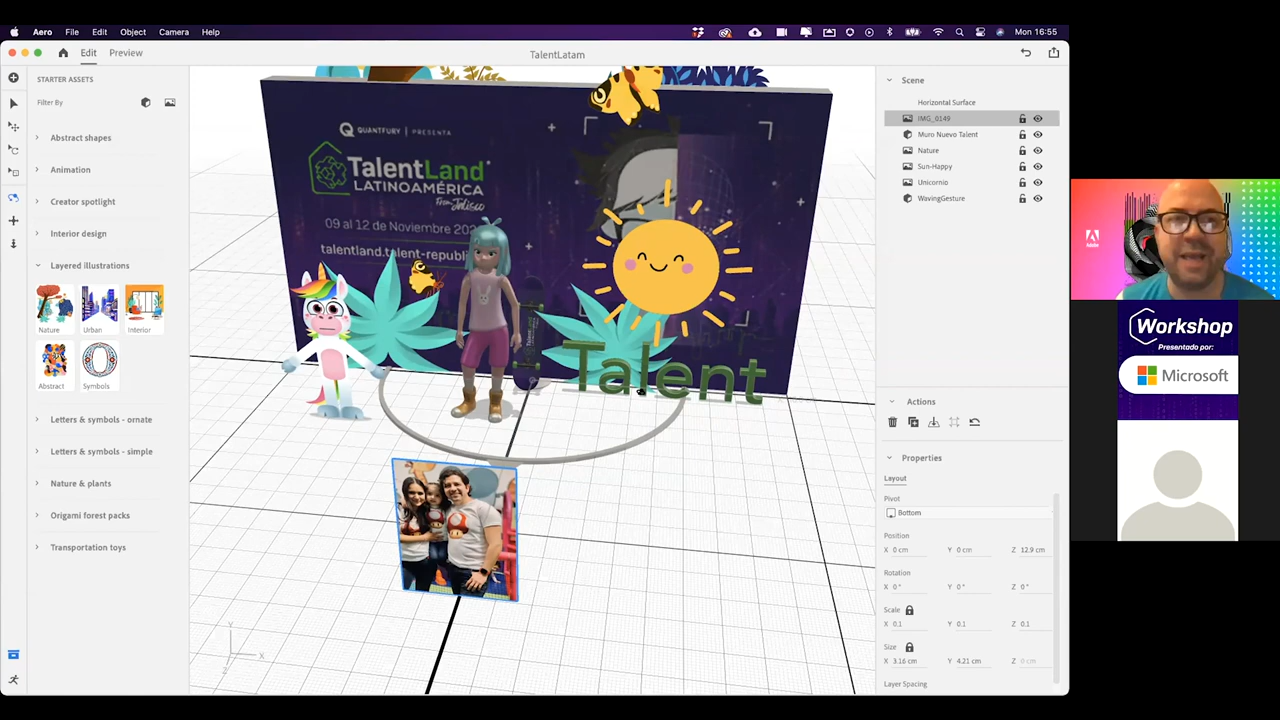 Aero File Edit Object Camera Help
Mon 16:55
Edit Preview
TalentLatam
STARTER ASSETS
Filter By
Abstract shapes
Animation
Creator spotlight
Interior design
Layered illustrations
Nature Urban Interior
Abstract Symbols
Letters & symbols - ornate
Letters & symbols - simple
Nature & plants
Origami forest packs
Transportation toys
QUANTFURY | PRESENTA
TalentLand
LATINOAMÉRICA
From Jalisco
09 al 12 de Noviembre
talentland.talent-republi
Talent
Y
X
Z
Scene
Horizontal Surface
IMG_0149
Muro Nuevo Talent
Nature
Sun-Happy
Unicornio
WavingGesture
Actions
Properties
Layout
Pivot
Bottom
Position
X 0 cm Y 0 cm Z 12.9 cm
Rotation
X 0° Y 0° Z 0°
Scale
X 0.1 Y 0.1 Z 0.1
Size
X 3.16 cm Y 4.21 cm Z 0 cm
Layer Spacing
Adobe
Workshop
Presentado por:
Microsoft